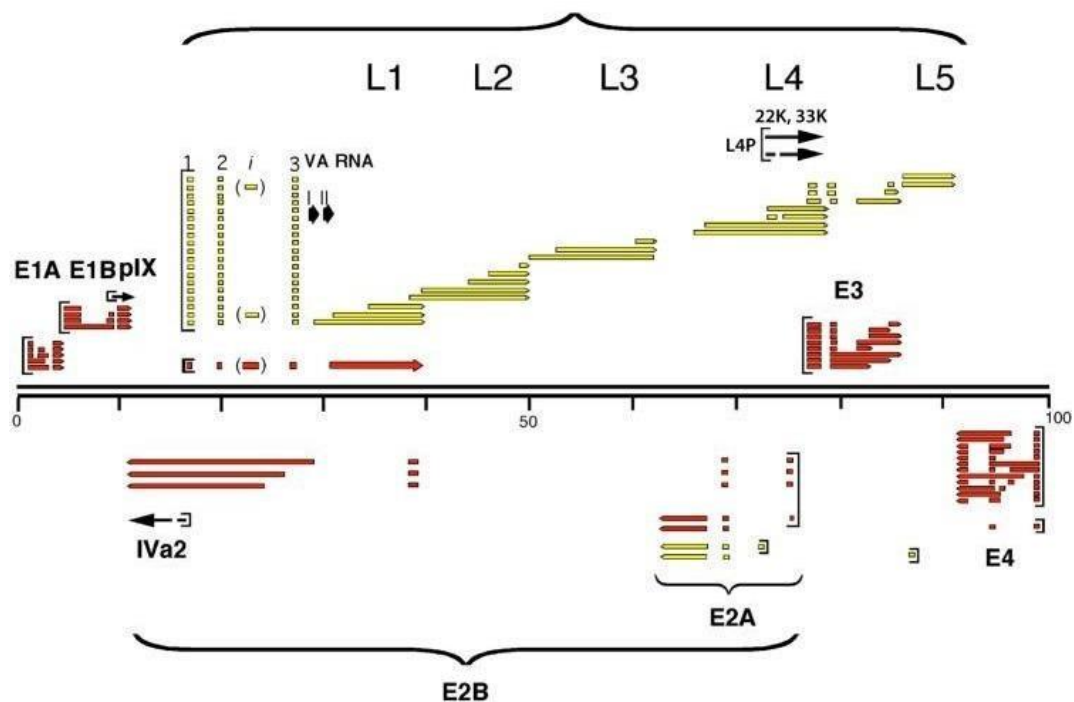 L1 L2 L3 L4 L5
22K, 33K
L4P
1 2 i 3 VA RNA
( )
I II
E1A E1B pIX
( )
E3
( )
0 50 100
IVa2
E4
E2A
E2B